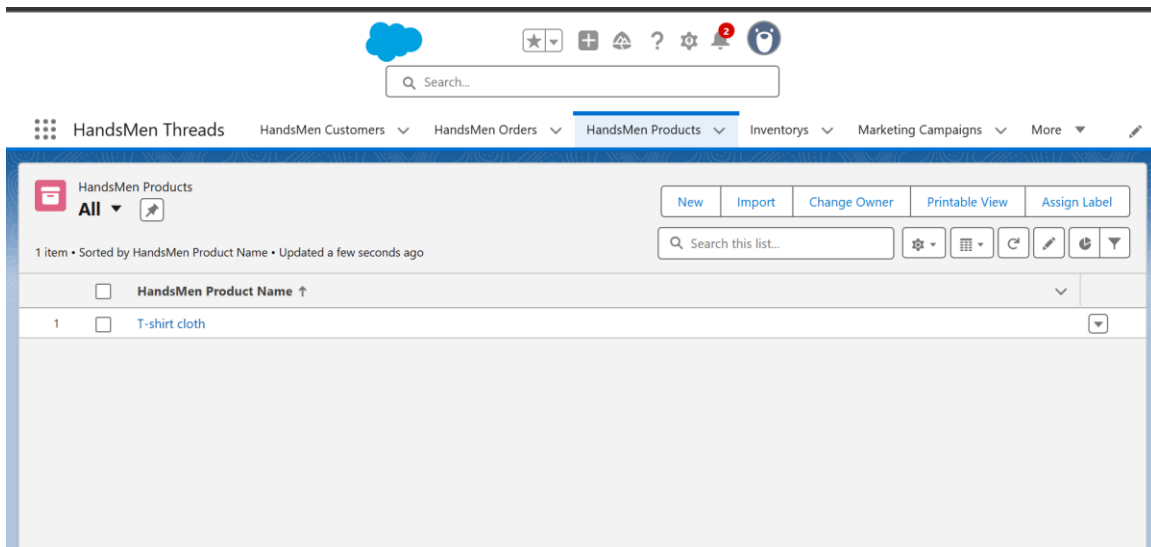 2
Search...
HandsMen Threads HandsMen Customers HandsMen Orders HandsMen Products Inventorys Marketing Campaigns More
HandsMen Products
All
New Import Change Owner Printable View Assign Label
1 item • Sorted by HandsMen Product Name • Updated a few seconds ago
Search this list...
HandsMen Product Name ↑
1 T-shirt cloth